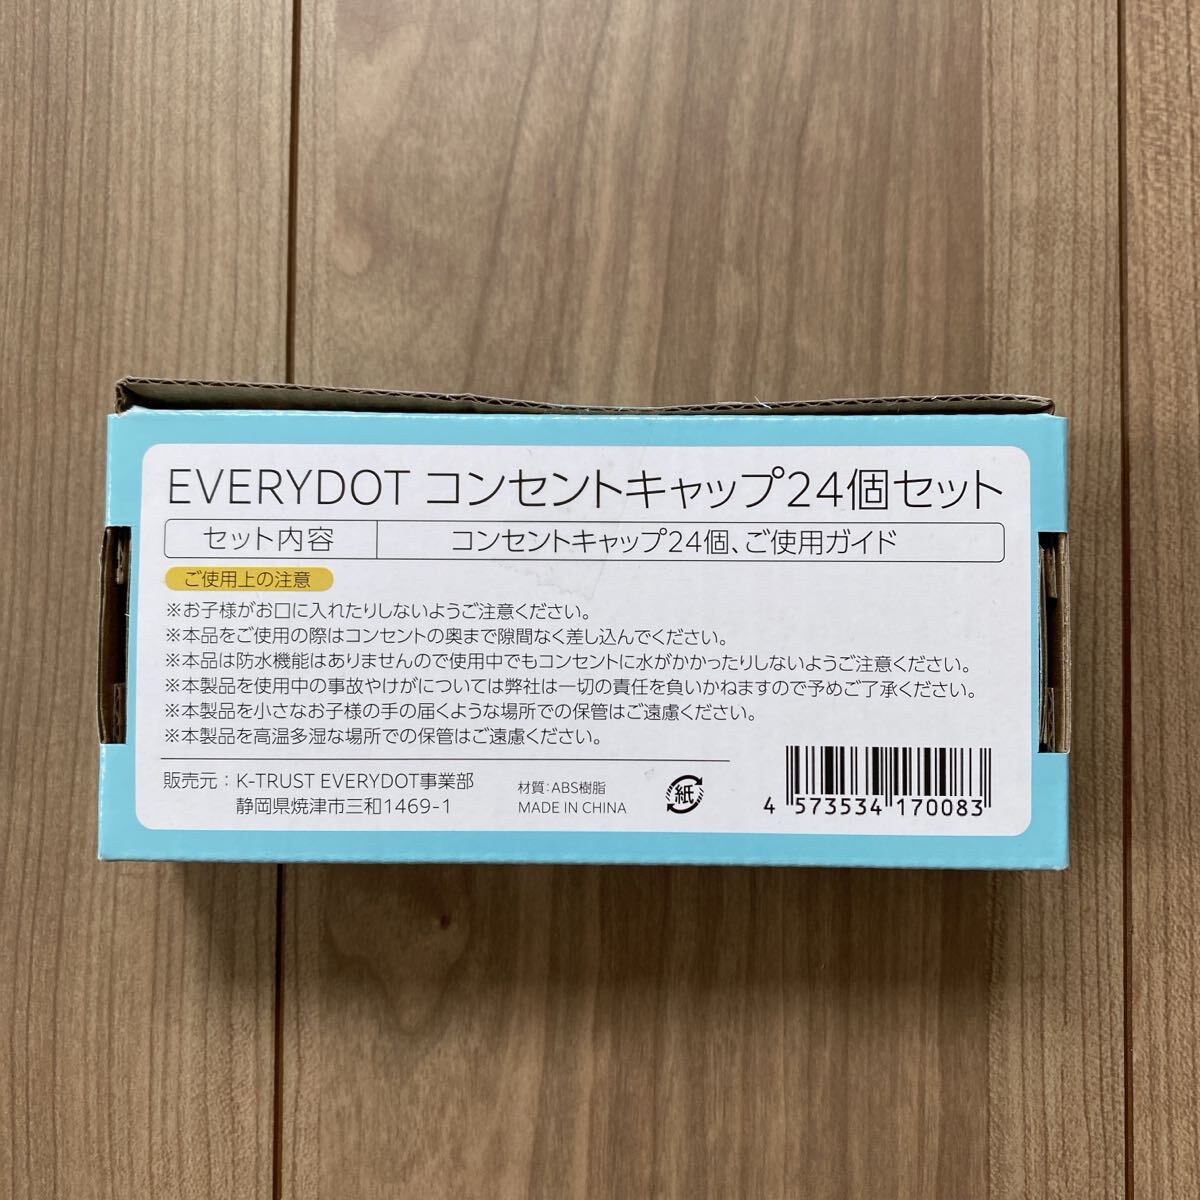 EVERYDOT コンセントキャップ24個セット
セット内容 コンセントキャップ24個、ご使用ガイド
ご使用上の注意
※お子様がお口に入れたりしないようご注意ください。
※本品をご使用の際はコンセントの奥まで隙間なく差し込んでください。
※本品は防水機能はありませんので使用中でもコンセントに水がかかったりしないようご注意ください。
※本製品を使用中の事故やけがについては弊社は一切の責任を負いかねますので予めご了承ください。
※本製品を小さなお子様の手の届くような場所での保管はご遠慮ください。
※本製品を高温多湿な場所での保管はご遠慮ください。
販売元：K-TRUST EVERYDOT事業部
静岡県焼津市三和1469-1
材質：ABS樹脂
MADE IN CHINA
紙
4 573534 170083